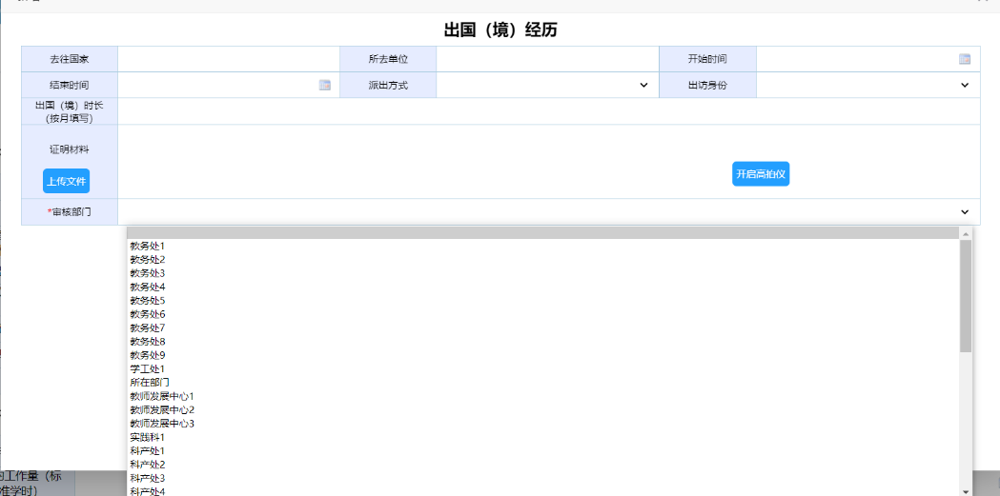 出国（境）经历
去往国家 所去单位 开始时间
结束时间 派出方式 出访身份
出国（境）时长
（按月填写）
证明材料
上传文件 开启高拍仪
*审核部门
教务处1
教务处2
教务处3
教务处4
教务处5
教务处6
教务处7
教务处8
教务处9
学工处1
所在部门
教师发展中心1
教师发展中心2
教师发展中心3
实践科1
科产处1
科产处2
科产处3
科产处4
的工作量（标
准学时）